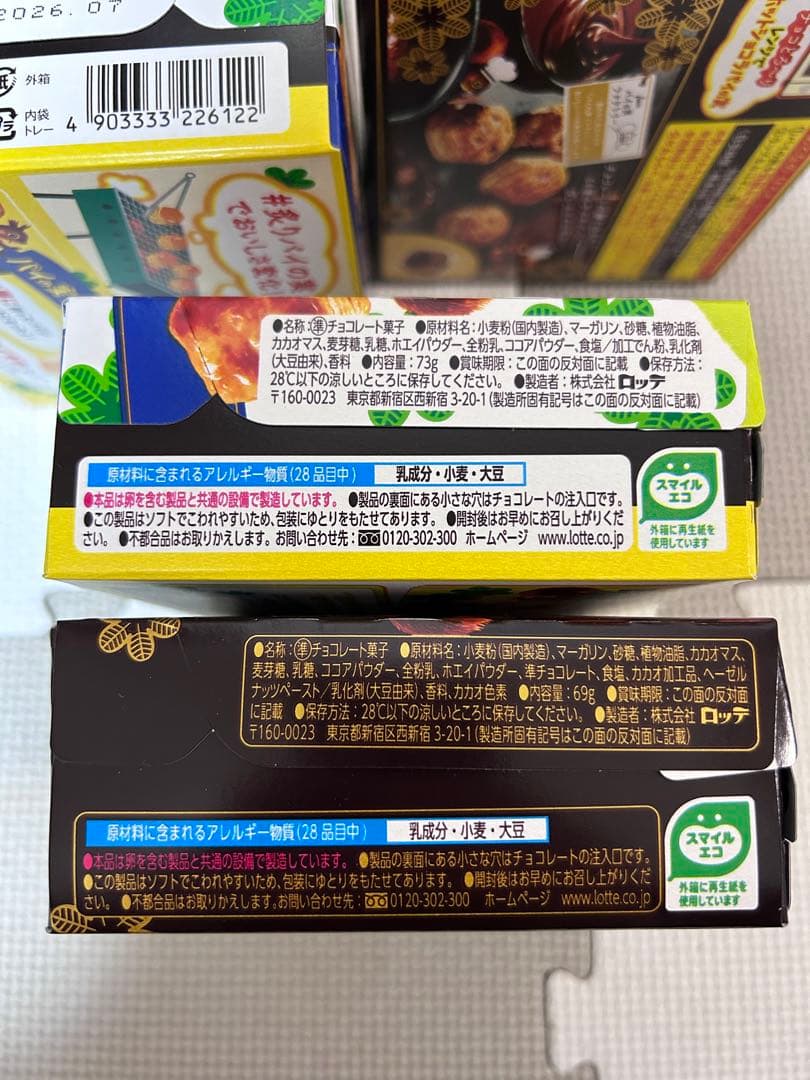 2026.07
紙 外箱
プラ 内袋 トレー
4 903333 226122
#炙りパイの実
でおいしさ変化
●名称:準チョコレート菓子 ●原材料名:小麦粉(国内製造)、マーガリン、砂糖、植物油脂、
カカオマス、麦芽糖、乳糖、ホエイパウダー、全粉乳、ココアパウダー、食塩/加工でん粉、乳化剤
(大豆由来)、香料 ●内容量:73g ●賞味期限:この面の反対面に記載 ●保存方法:
28℃以下の涼しいところに保存してください。 ●製造者:株式会社ロッテ
〒160-0023 東京都新宿区西新宿3-20-1(製造所固有記号はこの面の反対面に記載)
原材料に含まれるアレルギー物質(28品目中) 乳成分・小麦・大豆
●本品は卵を含む製品と共通の設備で製造しています。 ●製品の裏面にある小さな穴はチョコレートの注入口です。
●この製品はソフトでこわれやすいため、包装にゆとりをもたせてあります。 ●開封後はお早めにお召し上がりくだ
さい。 ●不都合品はお取りかえします。お問い合わせ先:0120-302-300 ホームページ www.lotte.co.jp
スマイル
エコ
外箱に再生紙を
使用しています
●名称:準チョコレート菓子 ●原材料名:小麦粉(国内製造)、マーガリン、砂糖、植物油脂、カカオマス、
麦芽糖、乳糖、ココアパウダー、全粉乳、ホエイパウダー、準チョコレート、食塩、カカオ加工品、ヘーゼル
ナッツペースト/乳化剤(大豆由来)、香料、カカオ色素 ●内容量:69g ●賞味期限:この面の反対面
に記載 ●保存方法:28℃以下の涼しいところに保存してください。 ●製造者:株式会社ロッテ
〒160-0023 東京都新宿区西新宿3-20-1(製造所固有記号はこの面の反対面に記載)
原材料に含まれるアレルギー物質(28品目中) 乳成分・小麦・大豆
●本品は卵を含む製品と共通の設備で製造しています。 ●製品の裏面にある小さな穴はチョコレートの注入口です。
●この製品はソフトでこわれやすいため、包装にゆとりをもたせてあります。 ●開封後はお早めにお召し上がりくだ
さい。 ●不都合品はお取りかえします。お問い合わせ先:0120-302-300 ホームページ www.lotte.co.jp
スマイル
エコ
外箱に再生紙を
使用しています